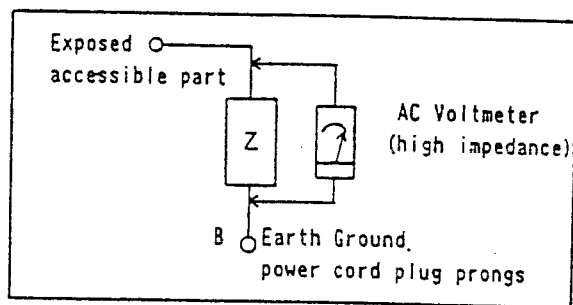 Exposed
accessible part
Z
AC Voltmeter
(high impedance)
B Earth Ground.
power cord plug prongs